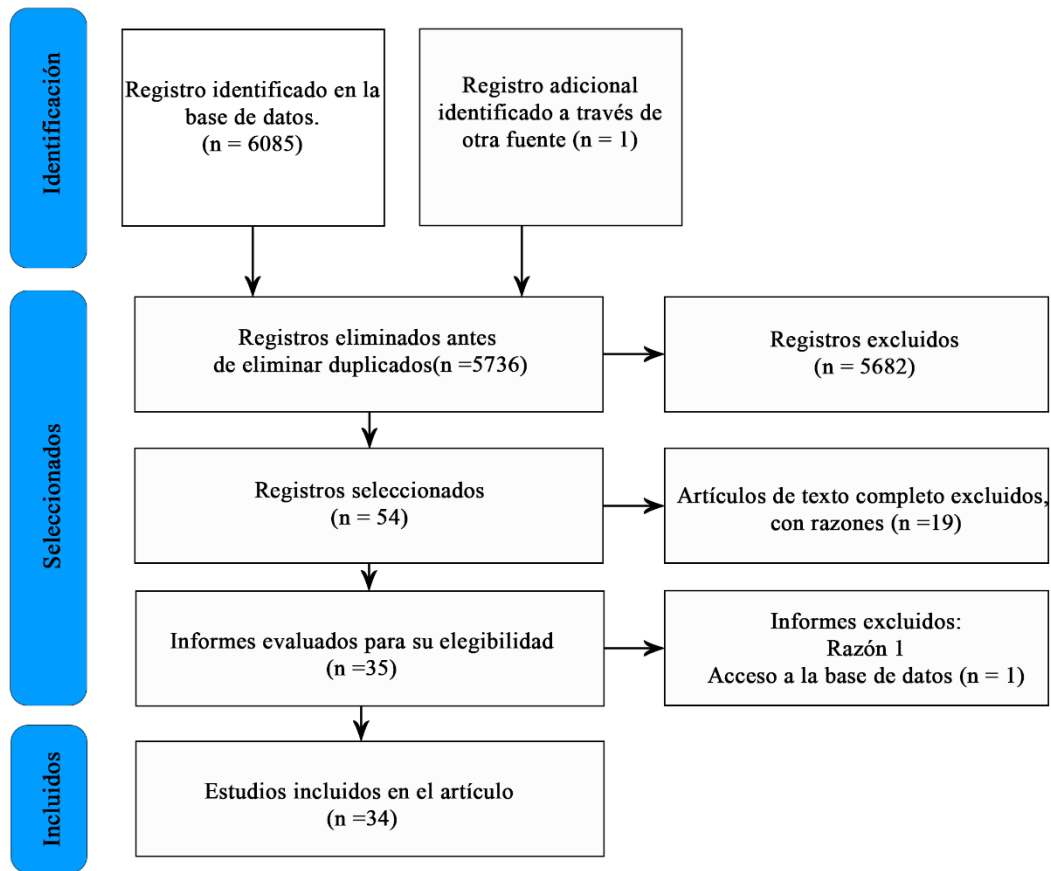 Identificación
Registro identificado en la
base de datos.
(n = 6085)
Registro adicional
identificado a través de
otra fuente (n = 1)
Seleccionados
Registros eliminados antes
de eliminar duplicados(n =5736)
Registros excluidos
(n = 5682)
Registros seleccionados
(n = 54)
Artículos de texto completo excluidos,
con razones (n =19)
Informes evaluados para su elegibilidad
(n =35)
Informes excluidos:
Razón 1
Acceso a la base de datos (n = 1)
Incluidos
Estudios incluidos en el artículo
(n =34)